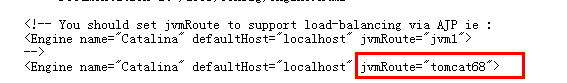 <!-- You should set jvmRoute to support load-balancing via AJP ie :
<Engine name="Catalina" defaultHost="localhost" jvmRoute="jvm1">
-->
<Engine name="Catalina" defaultHost="localhost" jvmRoute="tomcat68">